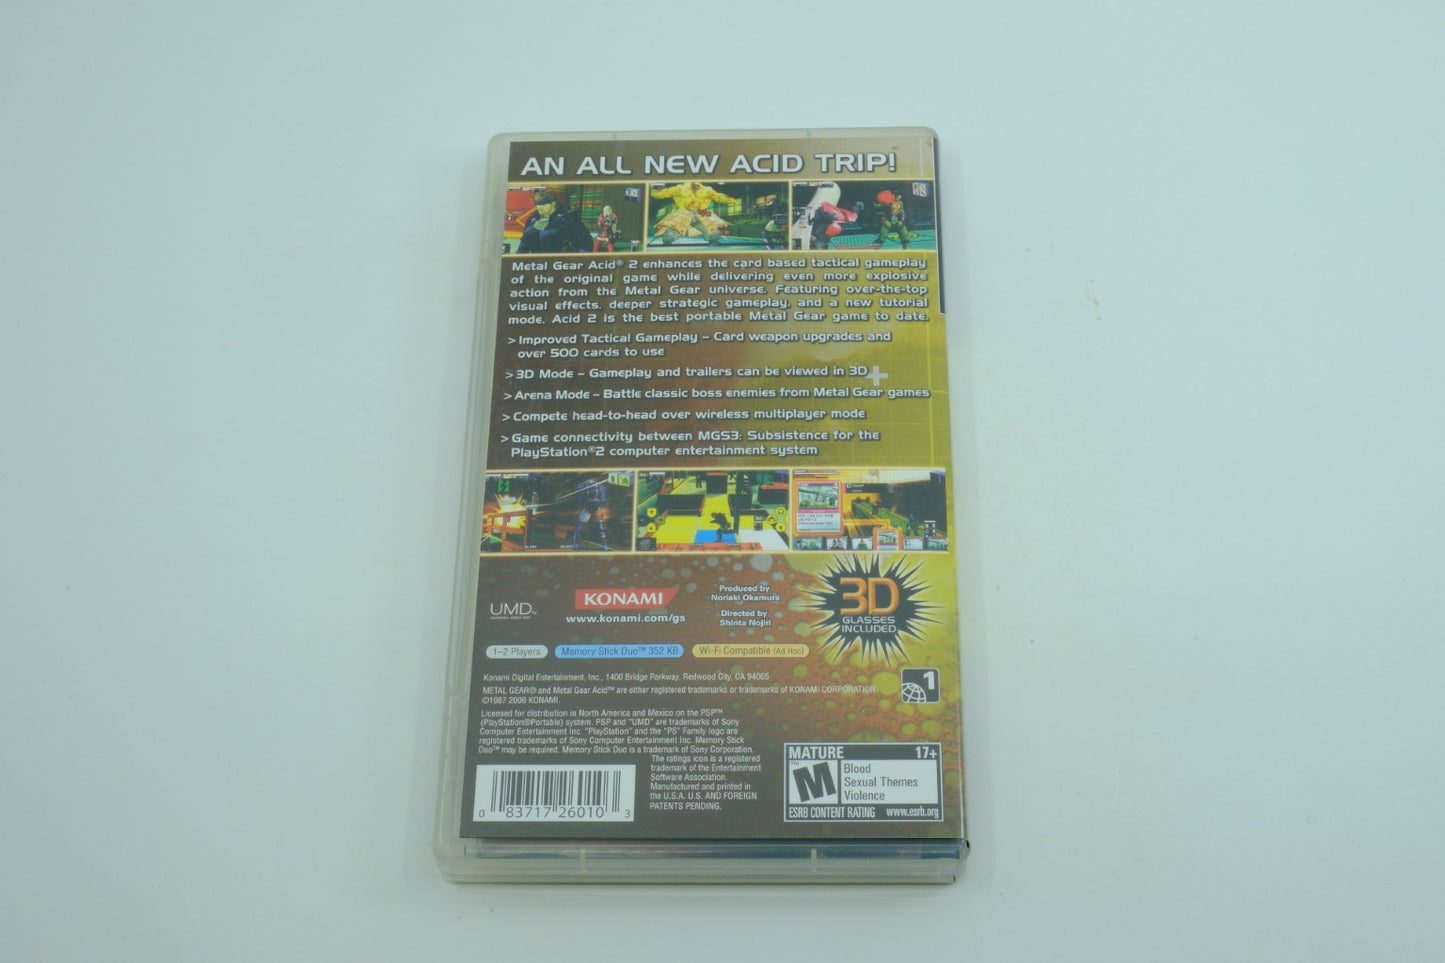 AN ALL NEW ACID TRIP!
Metal Gear Acid® 2 enhances the card based tactical gameplay
of the original game while delivering even more explosive
action from the Metal Gear universe. Featuring over-the-top
visual effects, deeper strategic gameplay, and a new tutorial
mode, Acid 2 is the best portable Metal Gear game to date.
> Improved Tactical Gameplay – Card weapon upgrades and
over 500 cards to use
> 3D Mode – Gameplay and trailers can be viewed in 3D
> Arena Mode – Battle classic boss enemies from Metal Gear games
> Compete head-to-head over wireless multiplayer mode
> Game connectivity between MGS3: Subsistence for the
PlayStation®2 computer entertainment system
UMD™
UNIVERSAL MEDIA DISC
KONAMI
www.konami.com/gs
Produced by
Noriaki Okamura
Directed by
Shinta Nojiri
3D
GLASSES
INCLUDED
1–2 Players
Memory Stick Duo™ 352 KB
Wi-Fi Compatible (Ad Hoc)
1
Konami Digital Entertainment, Inc., 1400 Bridge Parkway, Redwood City, CA 94065
METAL GEAR® and Metal Gear Acid™ are either registered trademarks or trademarks of KONAMI CORPORATION.
©1987 2006 KONAMI.
Licensed for distribution in North America and Mexico on the PSP™
(PlayStation®Portable) system. PSP and "UMD" are trademarks of Sony
Computer Entertainment Inc. "PlayStation" and the "PS" Family logo are
registered trademarks of Sony Computer Entertainment Inc. Memory Stick
Duo™ may be required. Memory Stick Duo is a trademark of Sony Corporation.
The ratings icon is a registered
trademark of the Entertainment
Software Association.
Manufactured and printed in
the U.S.A. U.S. AND FOREIGN
PATENTS PENDING.
0 83717 26010 3
MATURE 17+
M
Blood
Sexual Themes
Violence
ESRB CONTENT RATING www.esrb.org